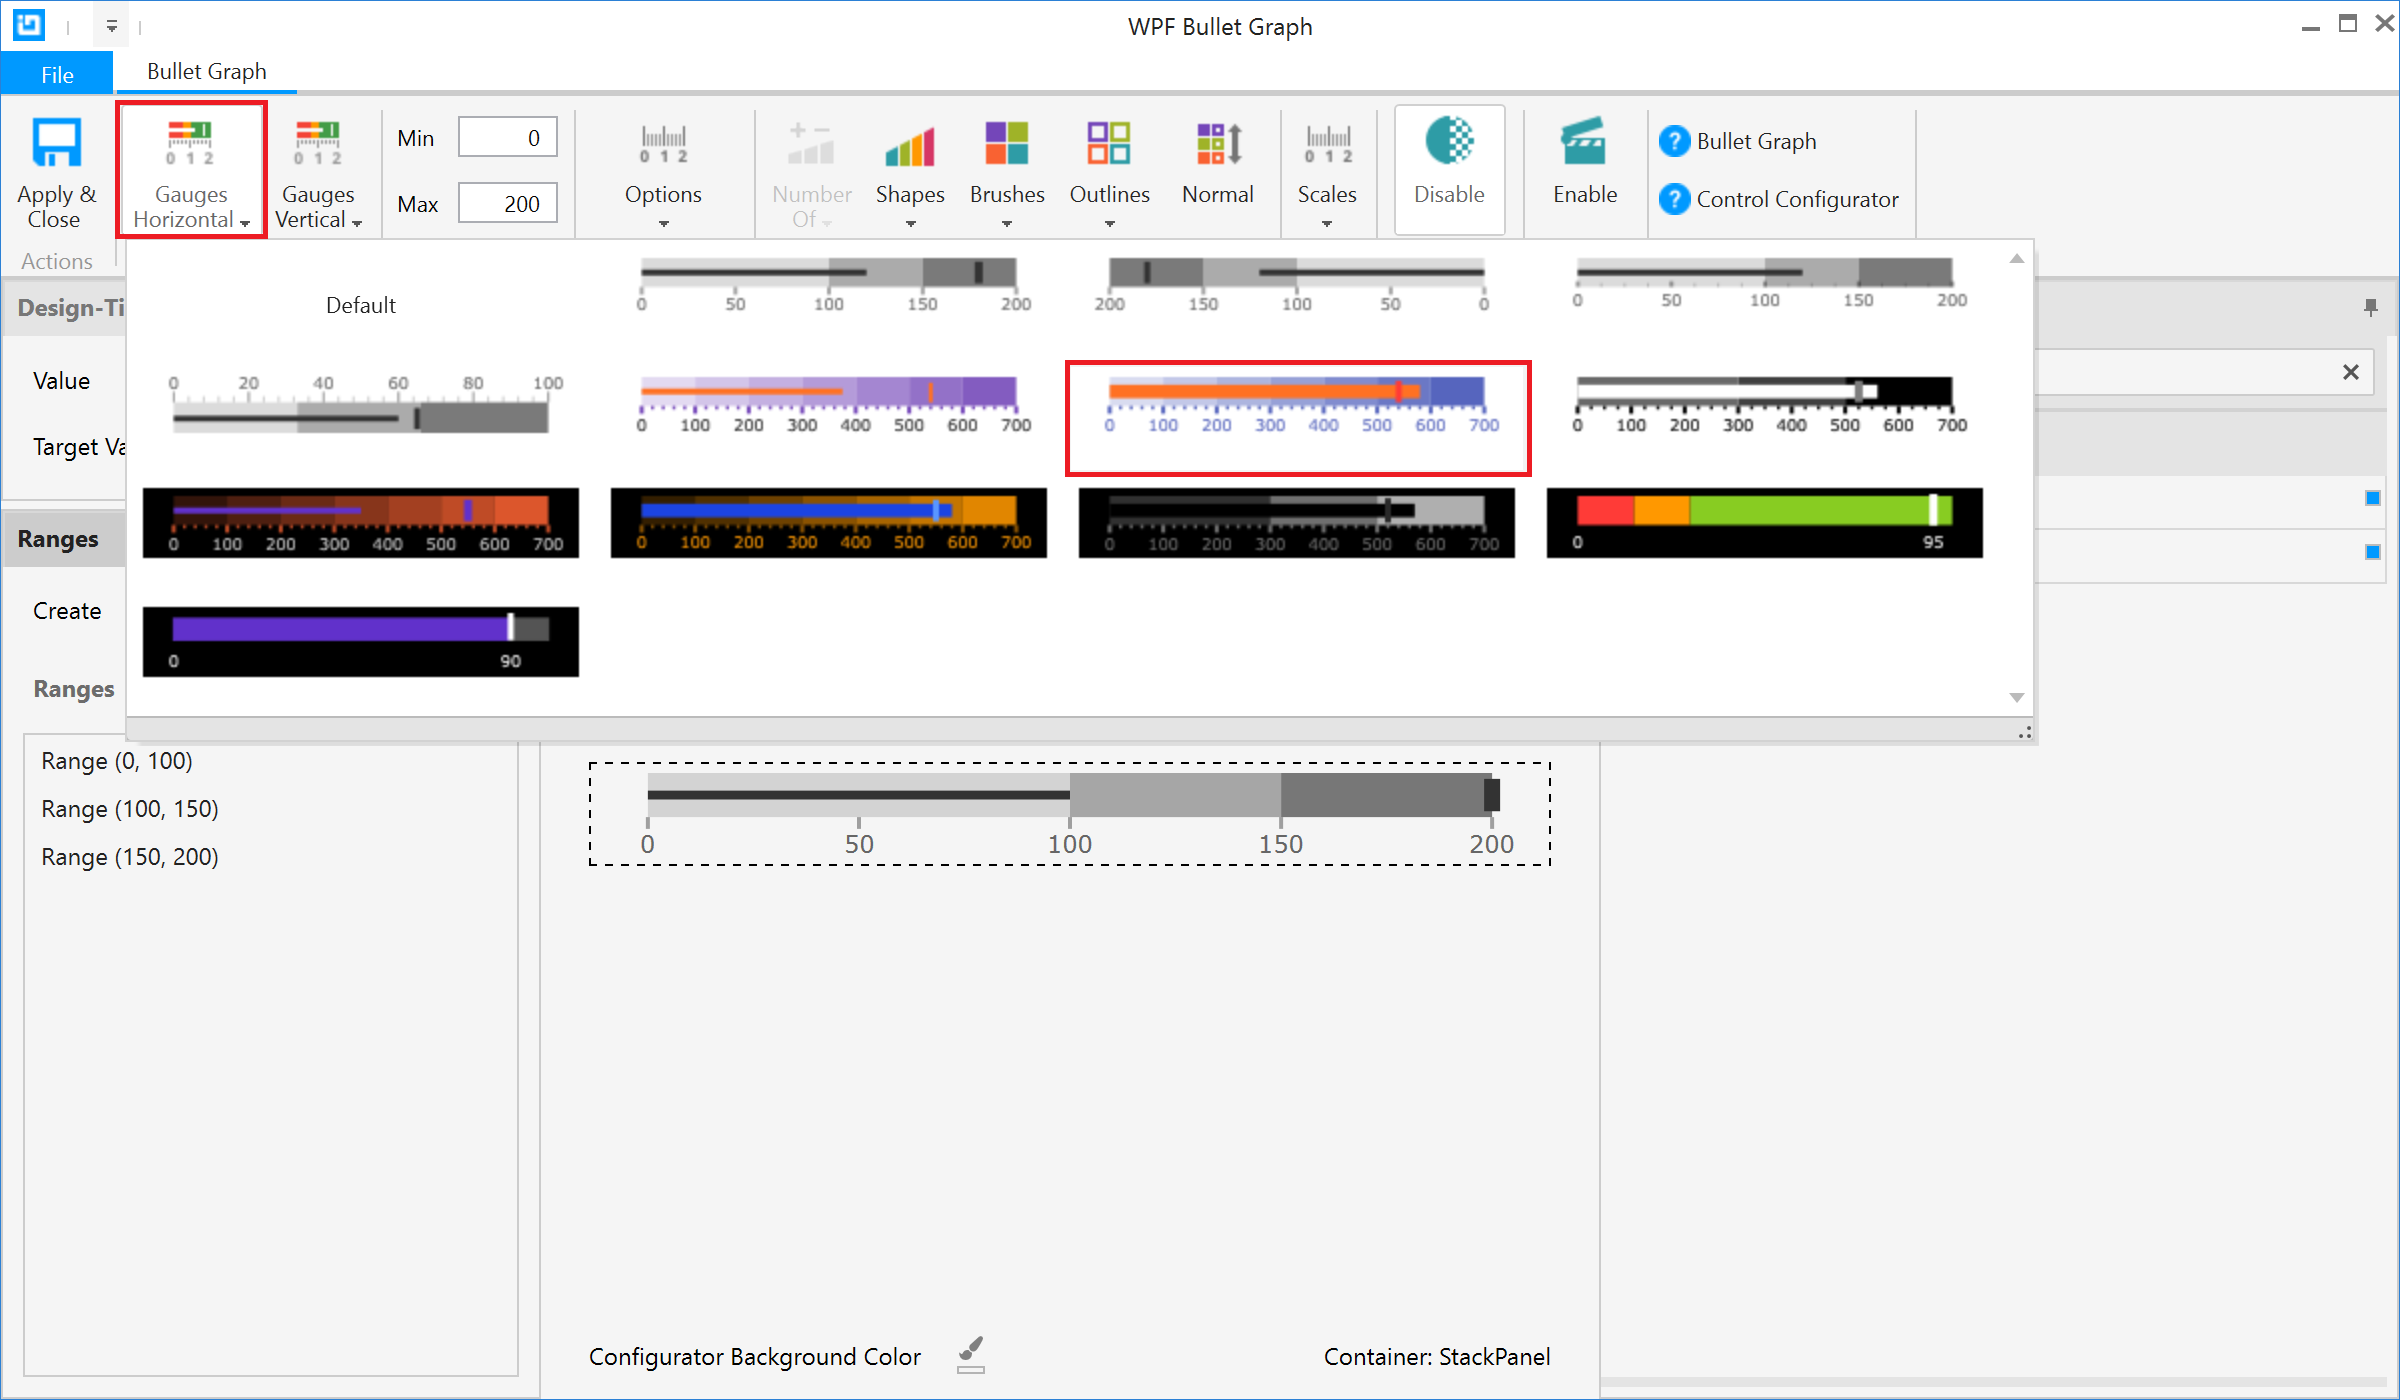 WPF Bullet Graph
File
Bullet Graph
Apply & Close
Actions
Gauges Horizontal
0 1 2
Gauges Vertical
0 1 2
Min 0
Max 200
0 1 2
Options
Number Of
Shapes
Brushes
Outlines
Normal
0 1 2
Scales
Disable
Enable
? Bullet Graph
? Control Configurator
Design-Ti
Value
Target Va
Ranges
Create
Ranges
Range (0, 100)
Range (100, 150)
Range (150, 200)
Default
0 50 100 150 200
200 150 100 50 0
0 50 100 150 200
0 20 40 60 80 100
0 100 200 300 400 500 600 700
0 100 200 300 400 500 600 700
0 100 200 300 400 500 600 700
0 100 200 300 400 500 600 700
0 100 200 300 400 500 600 700
0 100 200 300 400 500 600 700
0 95
0 90
0 50 100 150 200
Configurator Background Color
Container: StackPanel